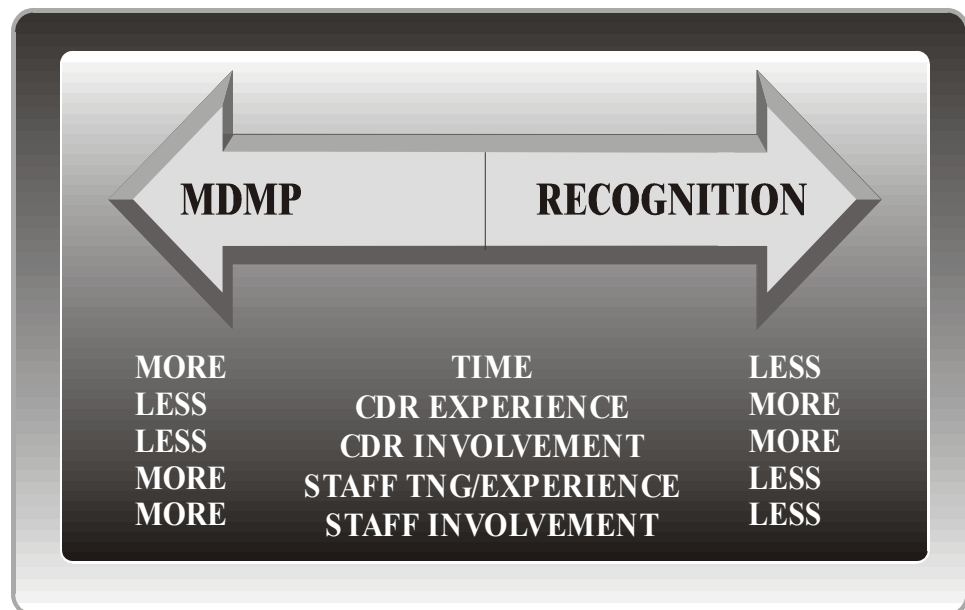 MDMP RECOGNITION
MORE TIME LESS
LESS CDR EXPERIENCE MORE
LESS CDR INVOLVEMENT MORE
MORE STAFF TNG/EXPERIENCE LESS
MORE STAFF INVOLVEMENT LESS